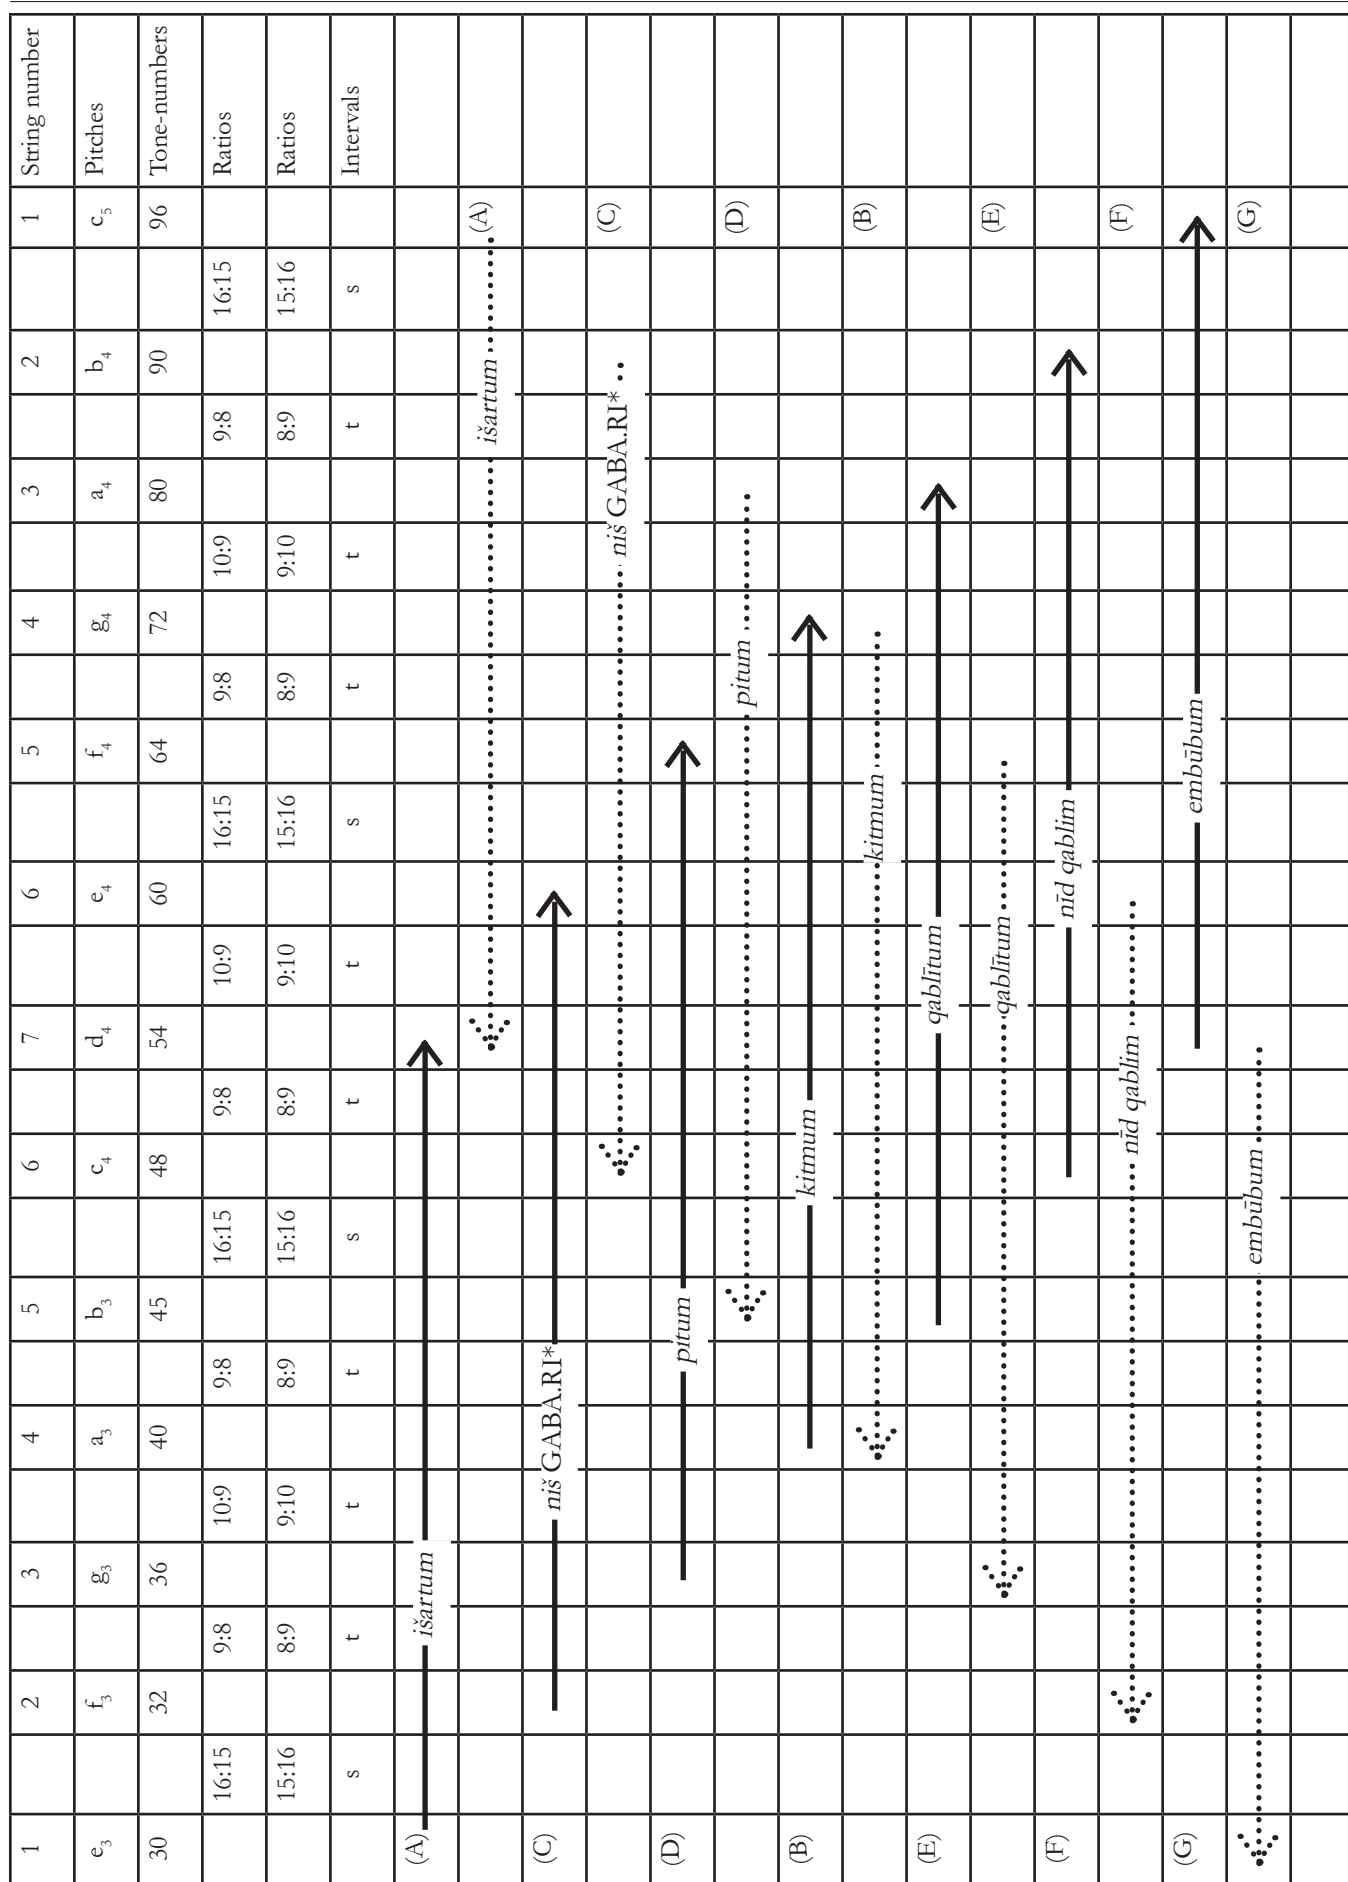 1 2 3 4 5 6 7 6 5 4 3 2 1 String number
e₃ f₃ g₃ a₃ b₃ c₄ d₄ e₄ f₄ g₄ a₄ b₄ c₅ Pitches
30 32 36 40 45 48 54 60 64 72 80 90 96 Tone-numbers
16:15 9:8 10:9 9:8 16:15 9:8 10:9 16:15 9:8 10:9 9:8 16:15 Ratios
15:16 8:9 9:10 8:9 15:16 8:9 9:10 15:16 8:9 9:10 8:9 15:16 Ratios
s t t t s t t s t t t s Intervals
(A) išartum
išartum (A)
(C) niš GABA.RI*
niš GABA.RI* (C)
(D) pitum
pitum (D)
(B) kitmum
kitmum (B)
(E) qablītum
qablītum (E)
(F) nīd qablim
nīd qablim (F)
(G) embūbum
embūbum (G)